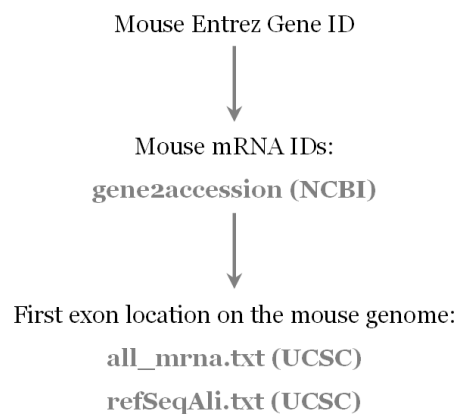 Mouse Entrez Gene ID
Mouse mRNA IDs:
gene2accession (NCBI)
First exon location on the mouse genome:
all_mrna.txt (UCSC)
refSeqAli.txt (UCSC)